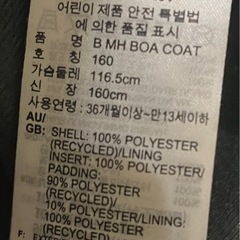 어린이 제품 안전 특별법
에 의한 품질 표시
품 명 B MH BOA COAT
호 칭 160
가슴둘레 116.5cm
신 장 160cm
사용연령: 36개월이상~만13세이하
AU/
GB: SHELL: 100% POLYESTER
(RECYCLED)/LINING
INSERT: 100% POLYESTER/
PADDING:
90% POLYESTER
(RECYCLED)/
10% POLYESTER/LINING:
100% POLYESTER
(RECYCLED)